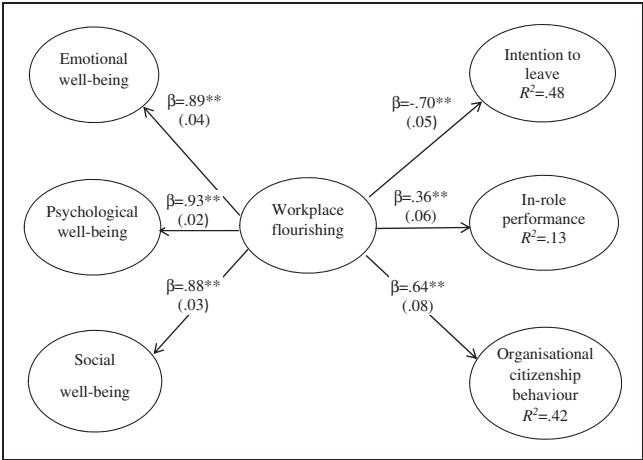 Emotional
well-being
β=.89**
(.04)
Psychological
well-being
β=.93**
(.02)
Social
well-being
β=.88**
(.03)
Workplace
flourishing
β=-.70**
(.05)
Intention to
leave
R²=.48
β=.36**
(.06)
In-role
performance
R²=.13
β=.64**
(.08)
Organisational
citizenship
behaviour
R²=.42